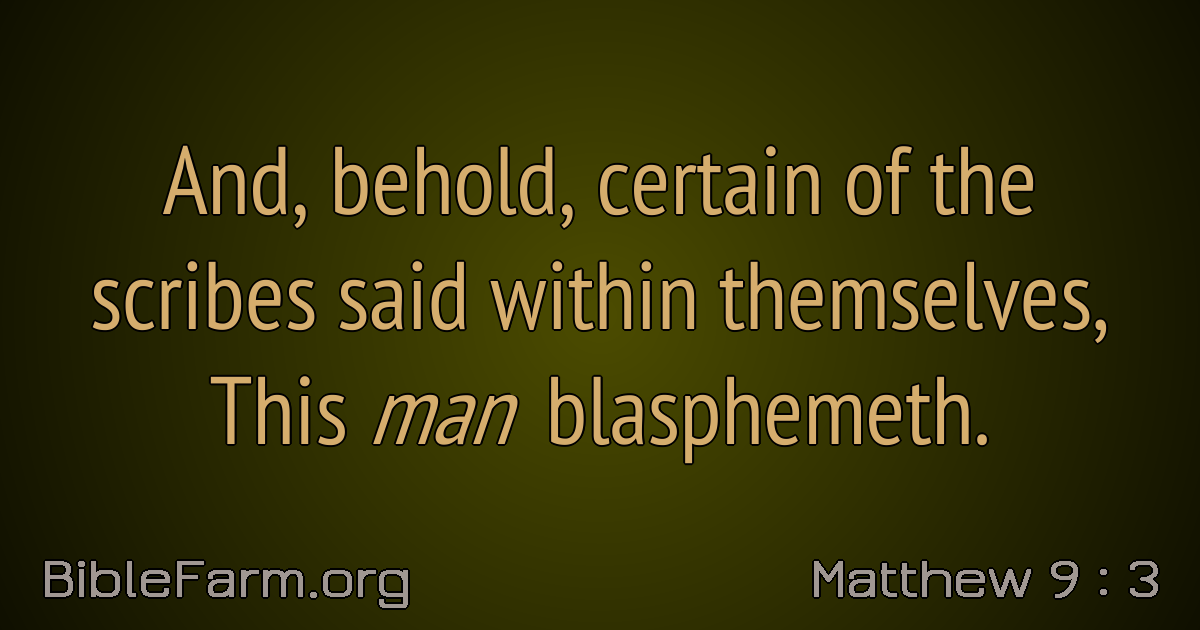 And, behold, certain of the
scribes said within themselves,
This man blasphemeth.
BibleFarm.org
Matthew 9 : 3